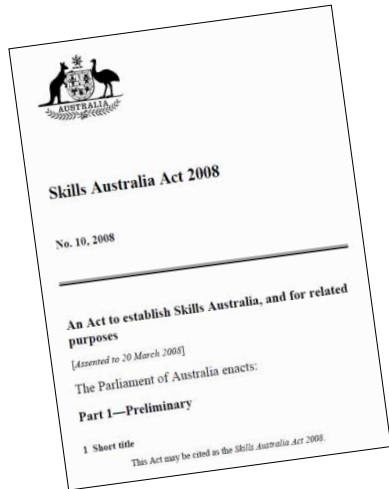 AUSTRALIA
Skills Australia Act 2008
No. 10, 2008
An Act to establish Skills Australia, and for related
purposes
[Assented to 20 March 2008]
The Parliament of Australia enacts:
Part 1—Preliminary
1 Short title
This Act may be cited as the Skills Australia Act 2008.